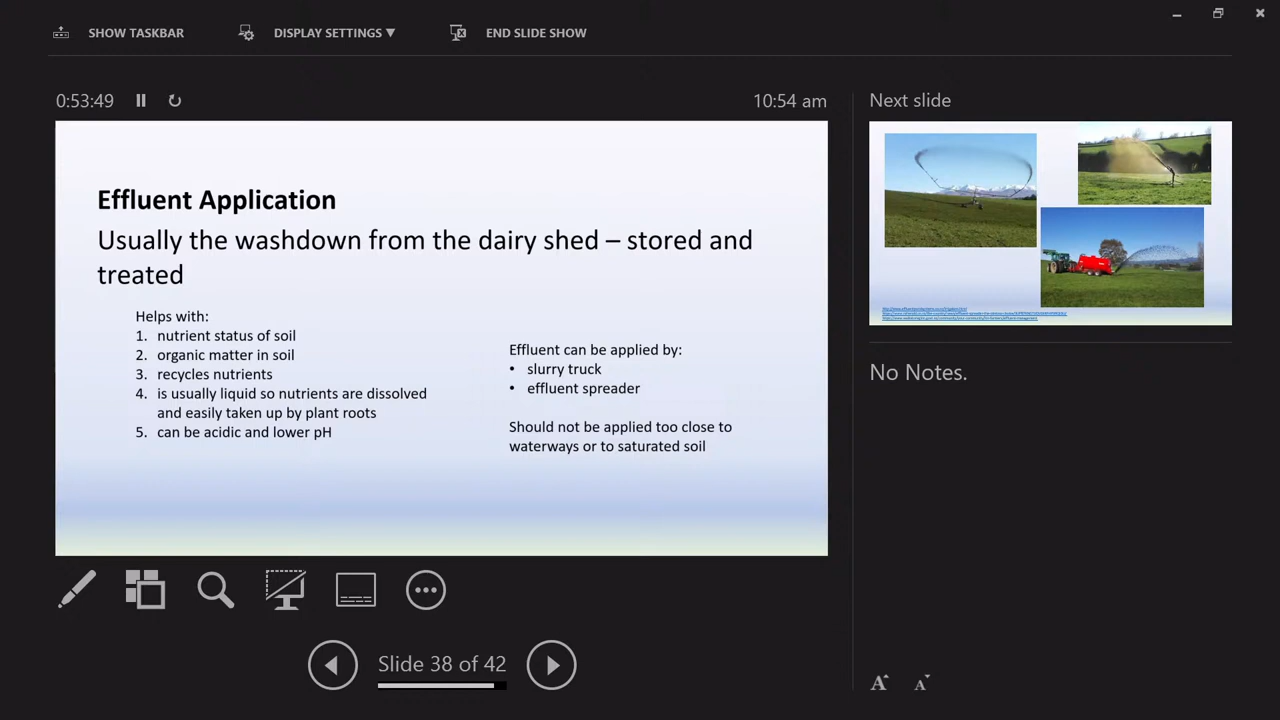 SHOW TASKBAR
DISPLAY SETTINGS ▼
END SLIDE SHOW
0:53:49
10:54 am
Next slide
Effluent Application
Usually the washdown from the dairy shed – stored and
treated
Helps with:
1. nutrient status of soil
2. organic matter in soil
3. recycles nutrients
4. is usually liquid so nutrients are dissolved
and easily taken up by plant roots
5. can be acidic and lower pH
Effluent can be applied by:
• slurry truck
• effluent spreader
Should not be applied too close to
waterways or to saturated soil
No Notes.
Slide 38 of 42
A A